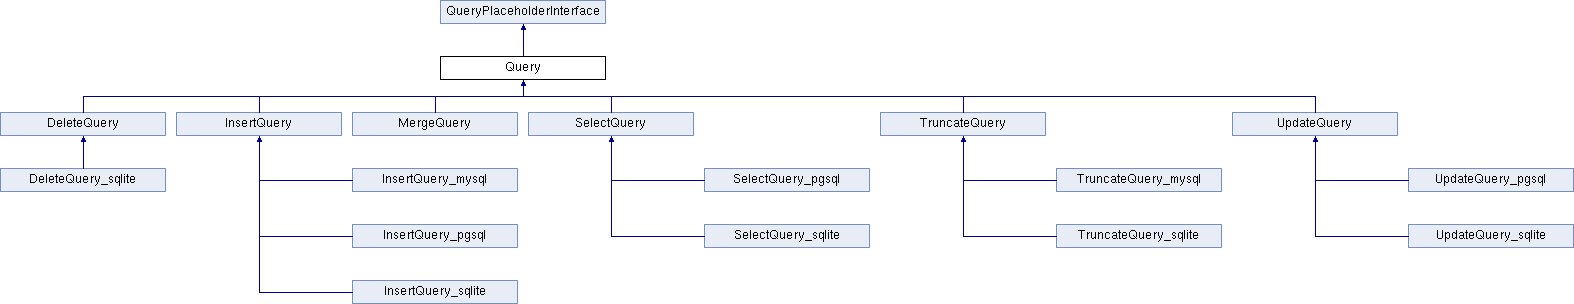 QueryPlaceholderInterface
Query
DeleteQuery
InsertQuery
MergeQuery
SelectQuery
TruncateQuery
UpdateQuery
DeleteQuery_sqlite
InsertQuery_mysql
SelectQuery_pgsql
TruncateQuery_mysql
UpdateQuery_pgsql
InsertQuery_pgsql
SelectQuery_sqlite
TruncateQuery_sqlite
UpdateQuery_sqlite
InsertQuery_sqlite